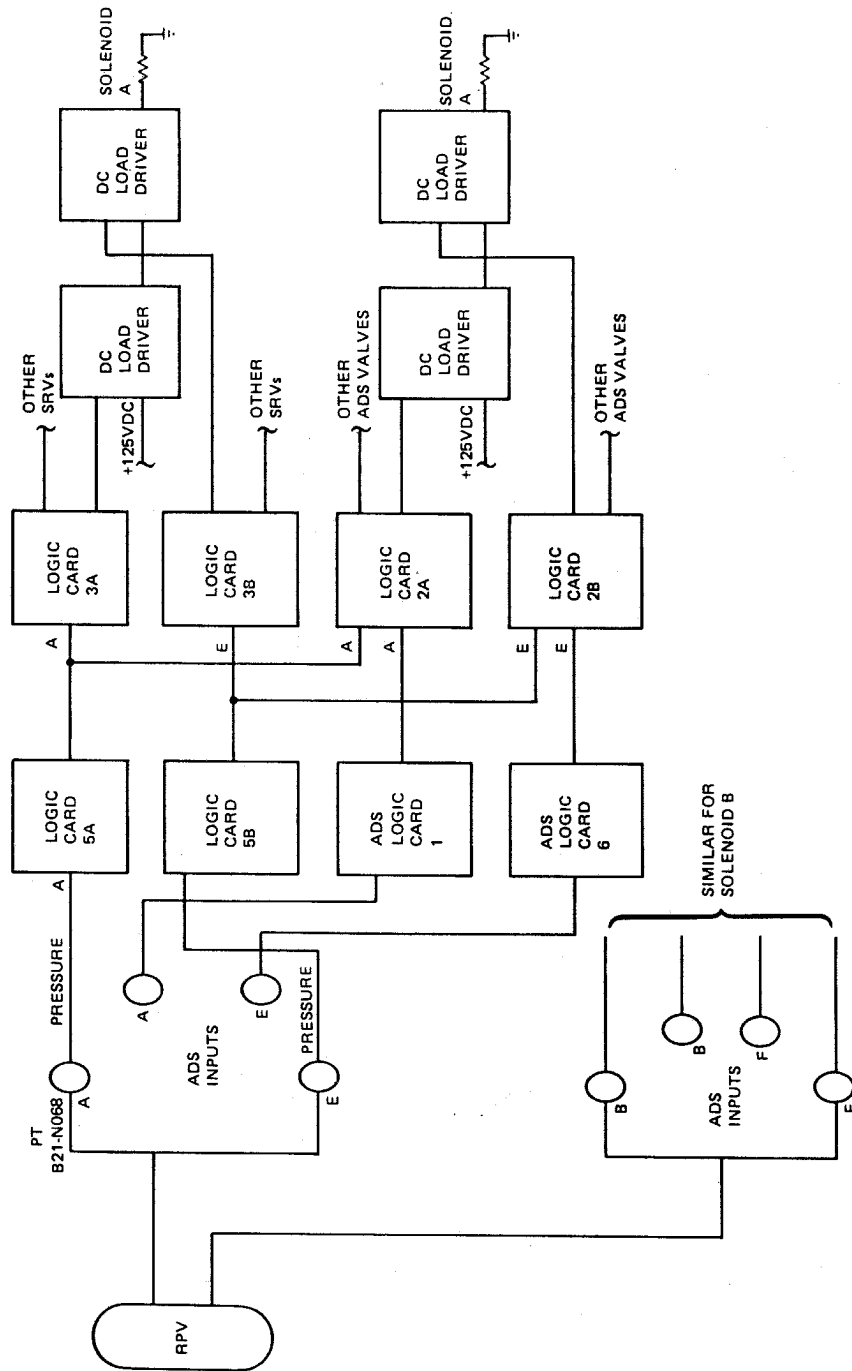 RPV
PT
B21-N068
A
PRESSURE
A
LOGIC
CARD
5A
A
LOGIC
CARD
3A
OTHER
SRVs
+125VDC
DC
LOAD
DRIVER
DC
LOAD
DRIVER
SOLENOID
A
A
ADS
INPUTS
E
PRESSURE
E
LOGIC
CARD
5B
E
LOGIC
CARD
3B
OTHER
SRVs
ADS
LOGIC
CARD
1
A
A
LOGIC
CARD
2A
OTHER
ADS VALVES
+125VDC
DC
LOAD
DRIVER
DC
LOAD
DRIVER
SOLENOID
A
ADS
LOGIC
CARD
6
E
E
LOGIC
CARD
2B
OTHER
ADS VALVES
B
B
ADS
INPUTS
F
F
SIMILAR FOR
SOLENOID B